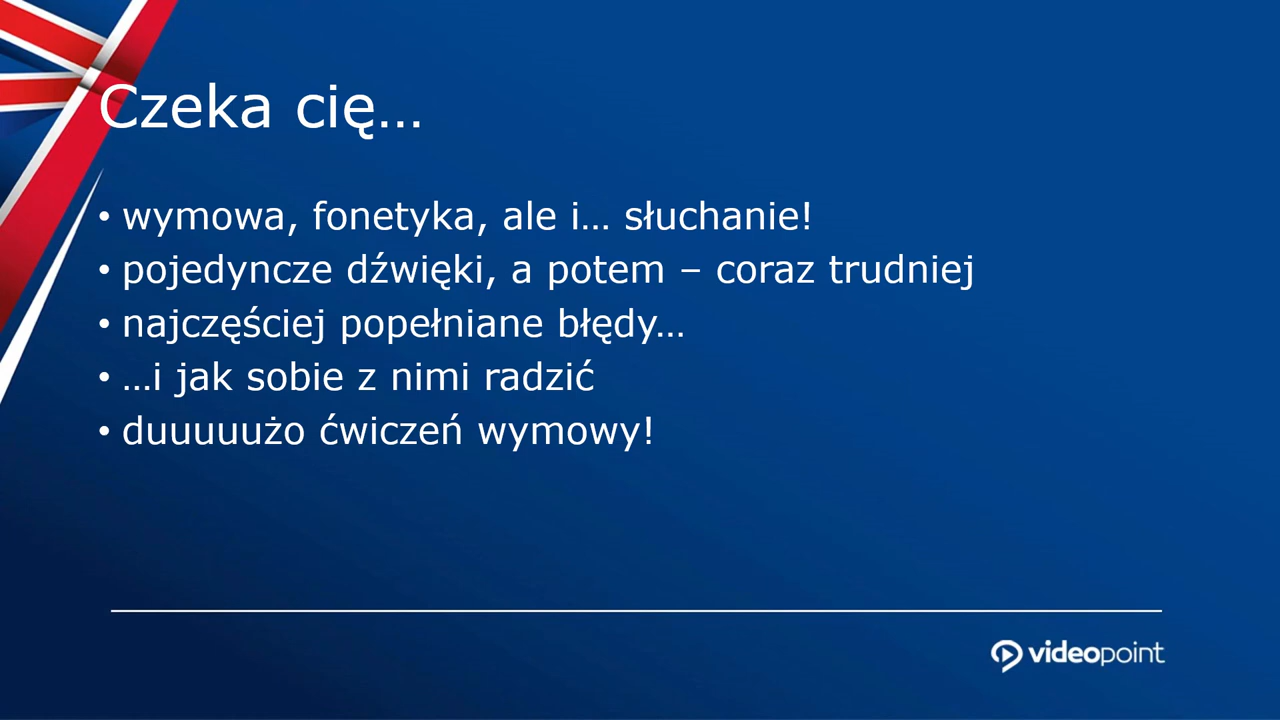 Czeka cię…
• wymowa, fonetyka, ale i… słuchanie!
• pojedyncze dźwięki, a potem – coraz trudniej
• najczęściej popełniane błędy…
• …i jak sobie z nimi radzić
• duuuuużo ćwiczeń wymowy!
videopoint